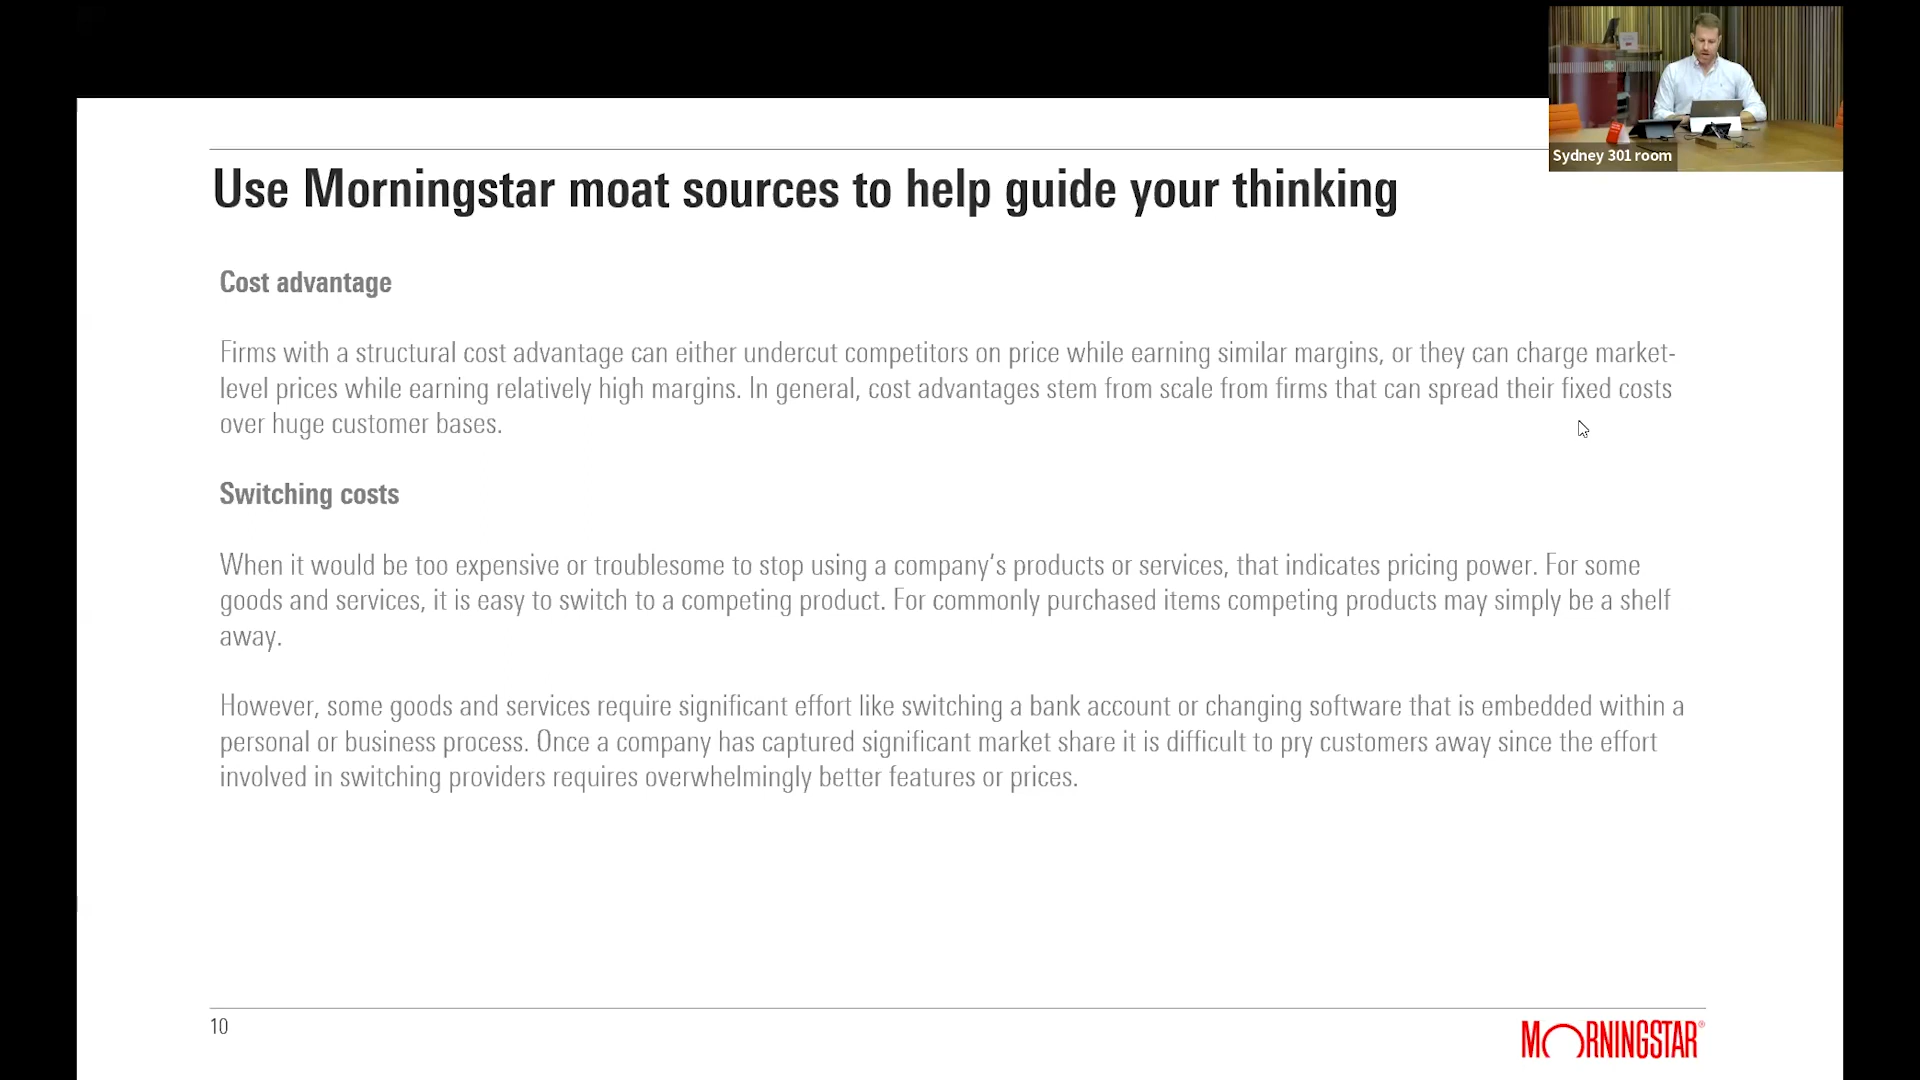 Sydney 301 room
Use Morningstar moat sources to help guide your thinking
Cost advantage
Firms with a structural cost advantage can either undercut competitors on price while earning similar margins, or they can charge market-
level prices while earning relatively high margins. In general, cost advantages stem from scale from firms that can spread their fixed costs
over huge customer bases.
Switching costs
When it would be too expensive or troublesome to stop using a company’s products or services, that indicates pricing power. For some
goods and services, it is easy to switch to a competing product. For commonly purchased items competing products may simply be a shelf
away.
However, some goods and services require significant effort like switching a bank account or changing software that is embedded within a
personal or business process. Once a company has captured significant market share it is difficult to pry customers away since the effort
involved in switching providers requires overwhelmingly better features or prices.
10
MORNINGSTAR®